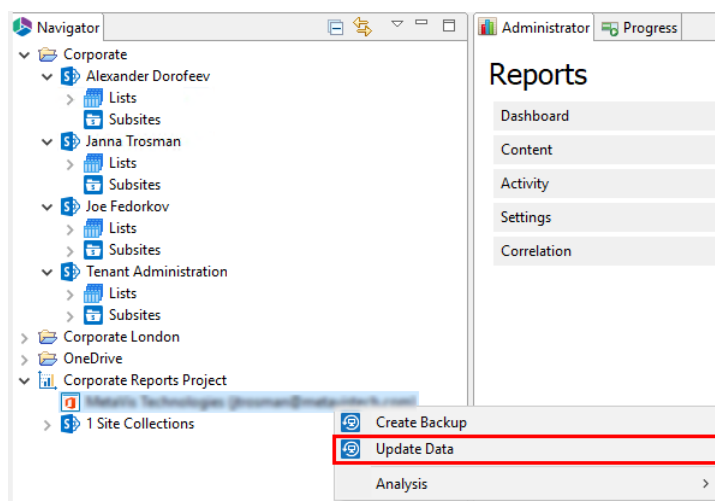 Navigator
Corporate
Alexander Dorofeev
Lists
Subsites
Janna Trosman
Lists
Subsites
Joe Fedorkov
Lists
Subsites
Tenant Administration
Lists
Subsites
Corporate London
OneDrive
Corporate Reports Project
1 Site Collections
Administrator
Progress
Reports
Dashboard
Content
Activity
Settings
Correlation
Create Backup
Update Data
Analysis